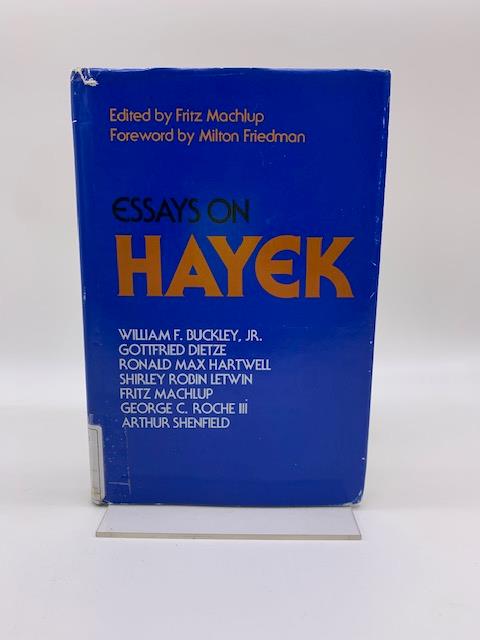 Edited by Fritz Machlup
Foreword by Milton Friedman
ESSAYS ON
HAYEK
WILLIAM F. BUCKLEY, JR.
GOTTFRIED DIETZE
RONALD MAX HARTWELL
SHIRLEY ROBIN LETWIN
FRITZ MACHLUP
GEORGE C. ROCHE III
ARTHUR SHENFIELD